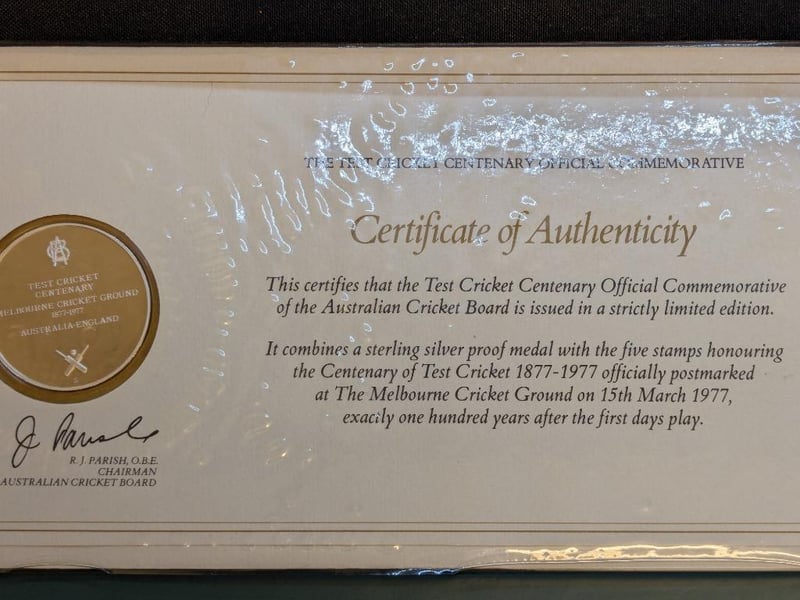 THE TEST CRICKET CENTENARY OFFICIAL COMMEMORATIVE
Certificate of Authenticity
This certifies that the Test Cricket Centenary Official Commemorative
of the Australian Cricket Board is issued in a strictly limited edition.
It combines a sterling silver proof medal with the five stamps honouring
the Centenary of Test Cricket 1877-1977 officially postmarked
at The Melbourne Cricket Ground on 15th March 1977,
exactly one hundred years after the first days play.
TEST CRICKET
CENTENARY
MELBOURNE CRICKET GROUND
1877-1977
AUSTRALIA-ENGLAND
J Parish
R. J. PARISH, O.B.E.
CHAIRMAN
AUSTRALIAN CRICKET BOARD